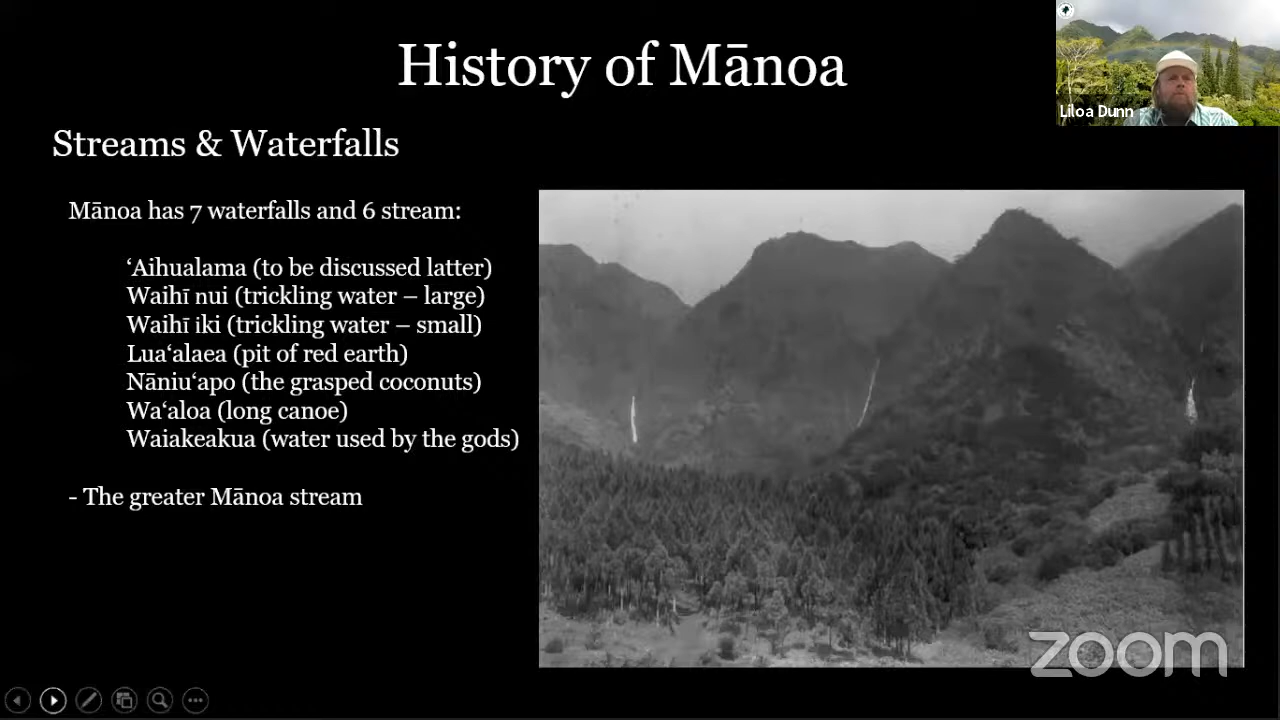 History of Mānoa
Liloa Dunn
Streams & Waterfalls
Mānoa has 7 waterfalls and 6 stream:
ʻAihualama (to be discussed latter)
Waihī nui (trickling water – large)
Waihī iki (trickling water – small)
Luaʻalaea (pit of red earth)
Nāniuʻapo (the grasped coconuts)
Waʻaloa (long canoe)
Waiakeakua (water used by the gods)
- The greater Mānoa stream
zoom